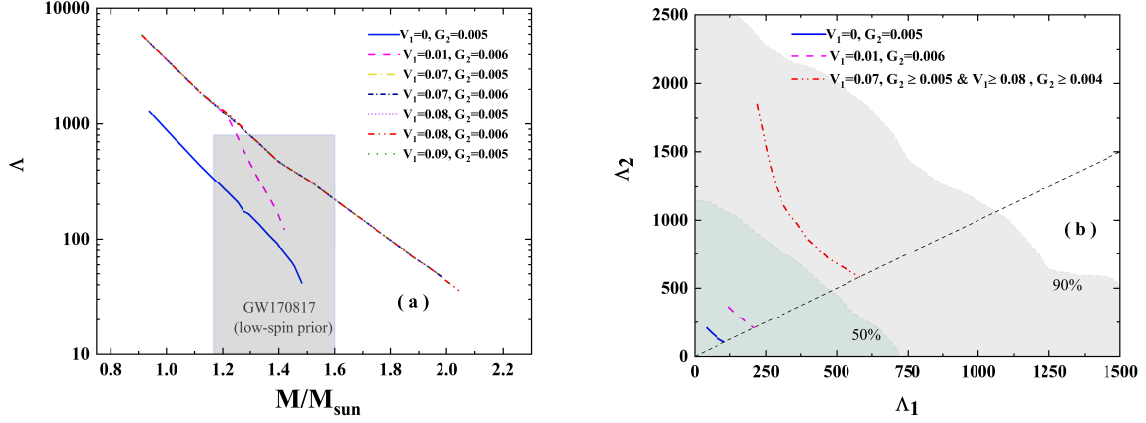 10000
1000
100
10
Λ
0.8 1.0 1.2 1.4 1.6 1.8 2.0 2.2
M/M_sun
V_1=0, G_2=0.005
V_1=0.01, G_2=0.006
V_1=0.07, G_2=0.005
V_1=0.07, G_2=0.006
V_1=0.08, G_2=0.005
V_1=0.08, G_2=0.006
V_1=0.09, G_2=0.005
GW170817
(low-spin prior)
( a )
2500
2000
1500
1000
500
0
Λ_2
0 250 500 750 1000 1250 1500
Λ_1
V_1=0, G_2=0.005
V_1=0.01, G_2=0.006
V_1=0.07, G_2 ≥ 0.005 & V_1 ≥ 0.08 , G_2 ≥ 0.004
( b )
90%
50%